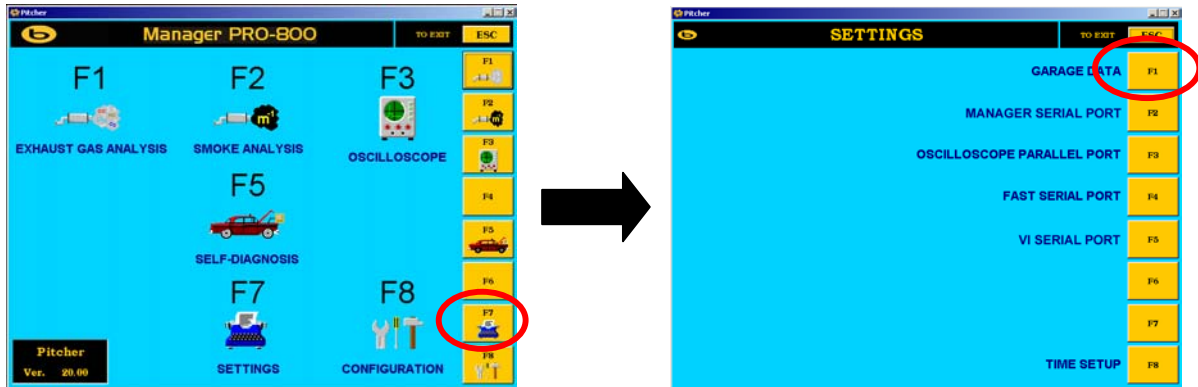 Pitcher
Manager PRO-800
TO EXIT
ESC
F1
F2
F3
EXHAUST GAS ANALYSIS
SMOKE ANALYSIS
OSCILLOSCOPE
F5
SELF-DIAGNOSIS
F7
F8
SETTINGS
CONFIGURATION
Pitcher
Ver. 20.00
F1
F2
m
F3
F4
F5
F6
F7
F8
Pitcher
SETTINGS
TO EXIT
ESC
GARAGE DATA F1
MANAGER SERIAL PORT F2
OSCILLOSCOPE PARALLEL PORT F3
FAST SERIAL PORT F4
VI SERIAL PORT F5
F6
F7
TIME SETUP F8